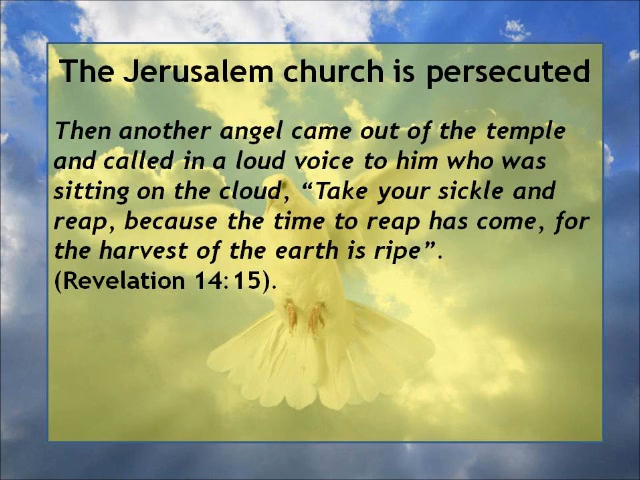 The Jerusalem church is persecuted
Then another angel came out of the temple
and called in a loud voice to him who was
sitting on the cloud, “Take your sickle and
reap, because the time to reap has come, for
the harvest of the earth is ripe”.
(Revelation 14:15).